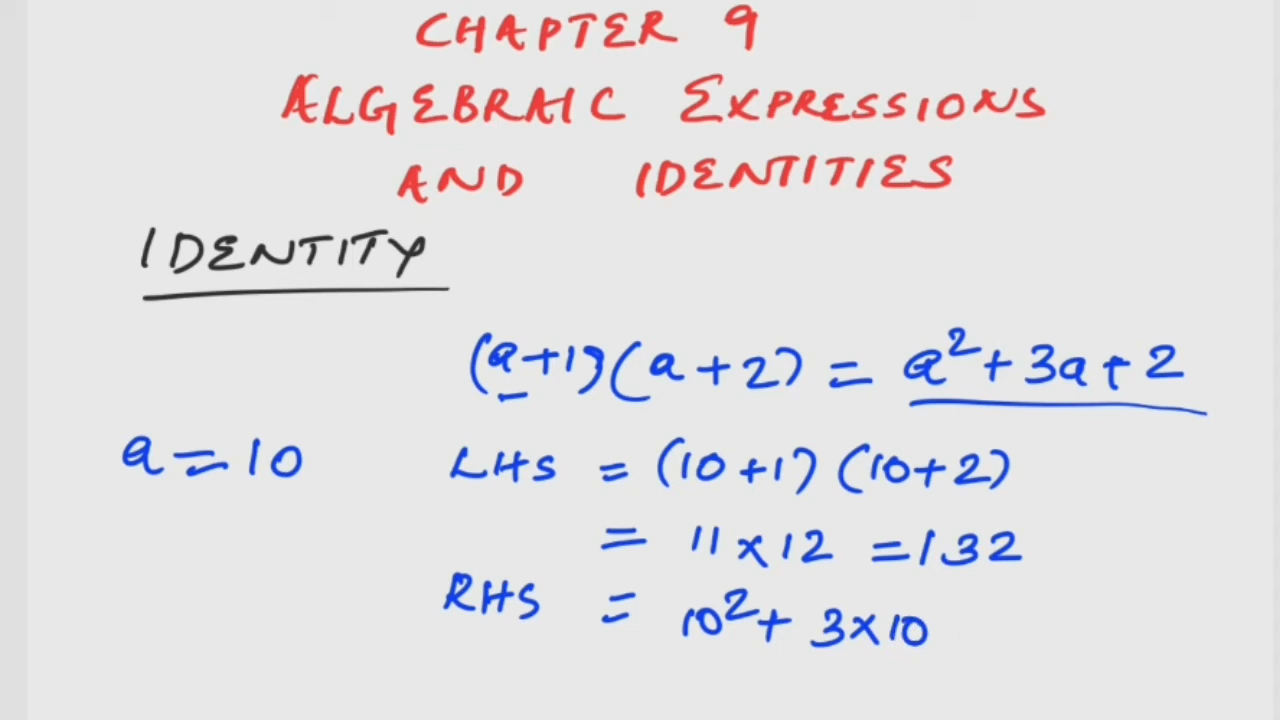 CHAPTER 9
ALGEBRAIC EXPRESSIONS
AND IDENTITIES
IDENTITY
(a+1)(a+2) = a²+3a+2
a=10 LHS = (10+1)(10+2)
= 11×12 =132
RHS = 10²+ 3×10